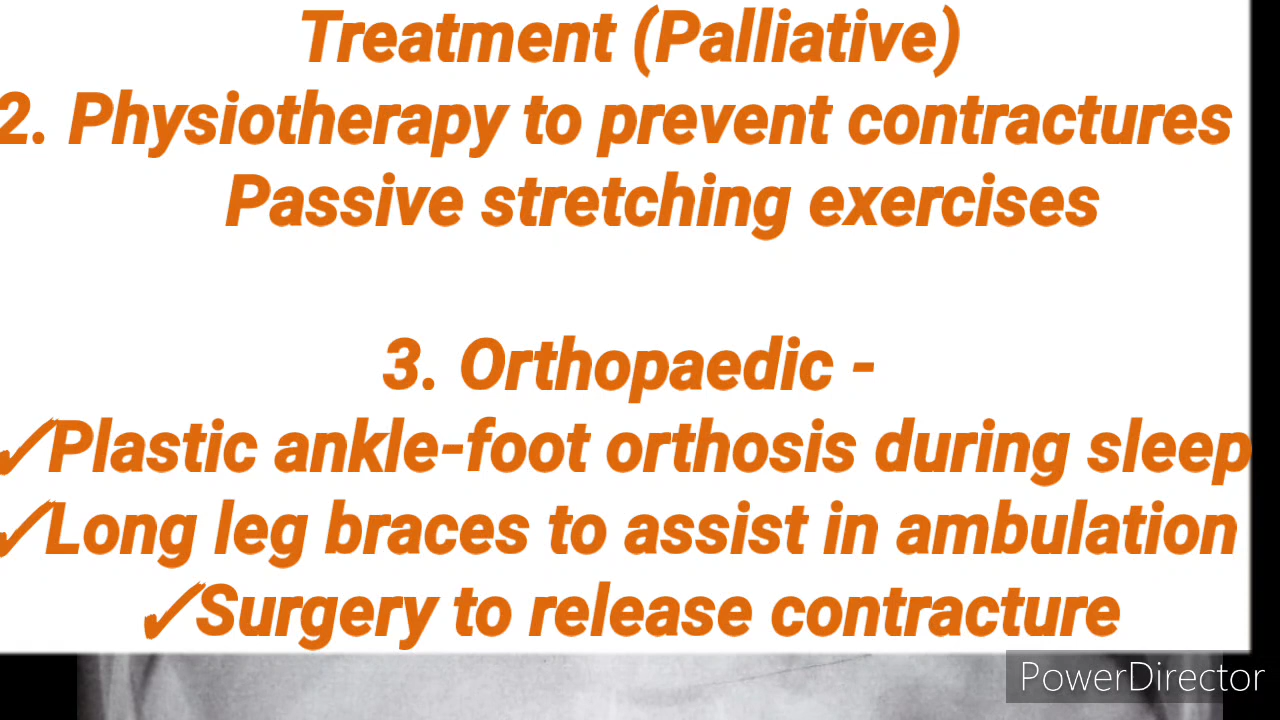 Treatment (Palliative)
2. Physiotherapy to prevent contractures
Passive stretching exercises
3. Orthopaedic -
✓Plastic ankle-foot orthosis during sleep
✓Long leg braces to assist in ambulation
✓Surgery to release contracture
PowerDirector